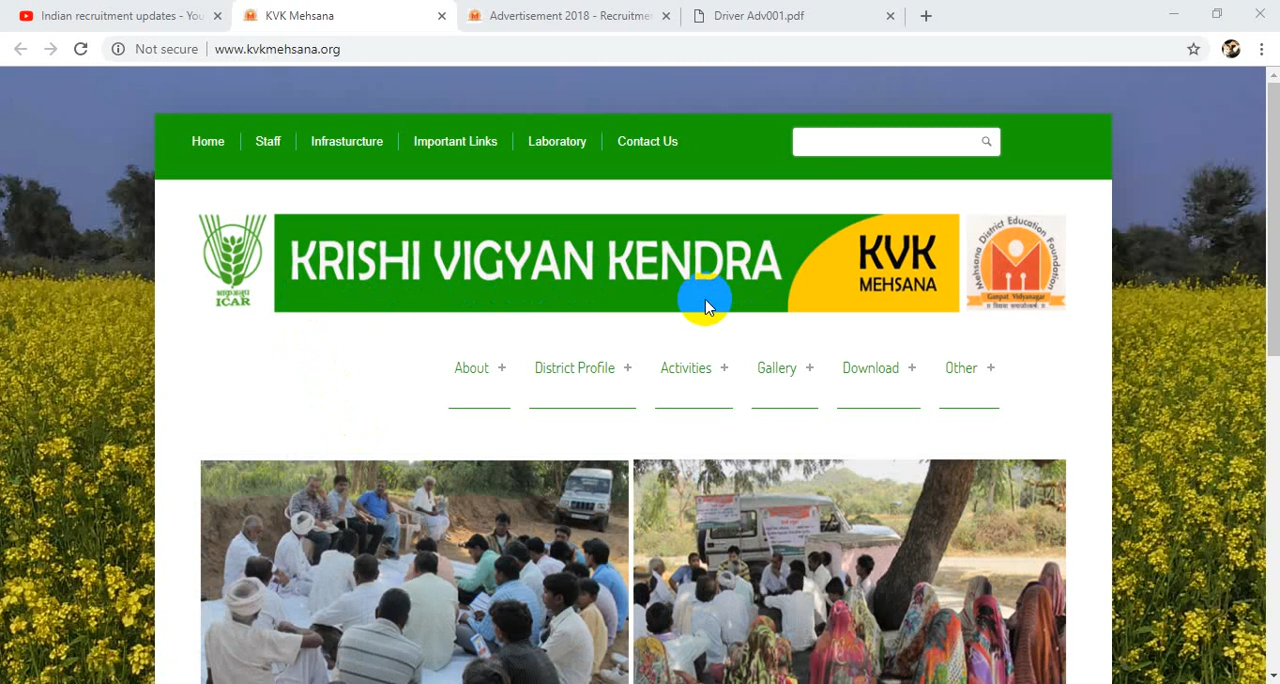 Indian recruitment updates - You
KVK Mehsana
Advertisement 2018 - Recruitmen
Driver Adv001.pdf
Not secure
www.kvkmehsana.org
Home
Staff
Infrasturcture
Important Links
Laboratory
Contact Us
ICAR
KRISHI VIGYAN KENDRA
KVK
MEHSANA
Mehsana District Education Foundation
Ganpat Vidyanagar
About +
District Profile +
Activities +
Gallery +
Download +
Other +